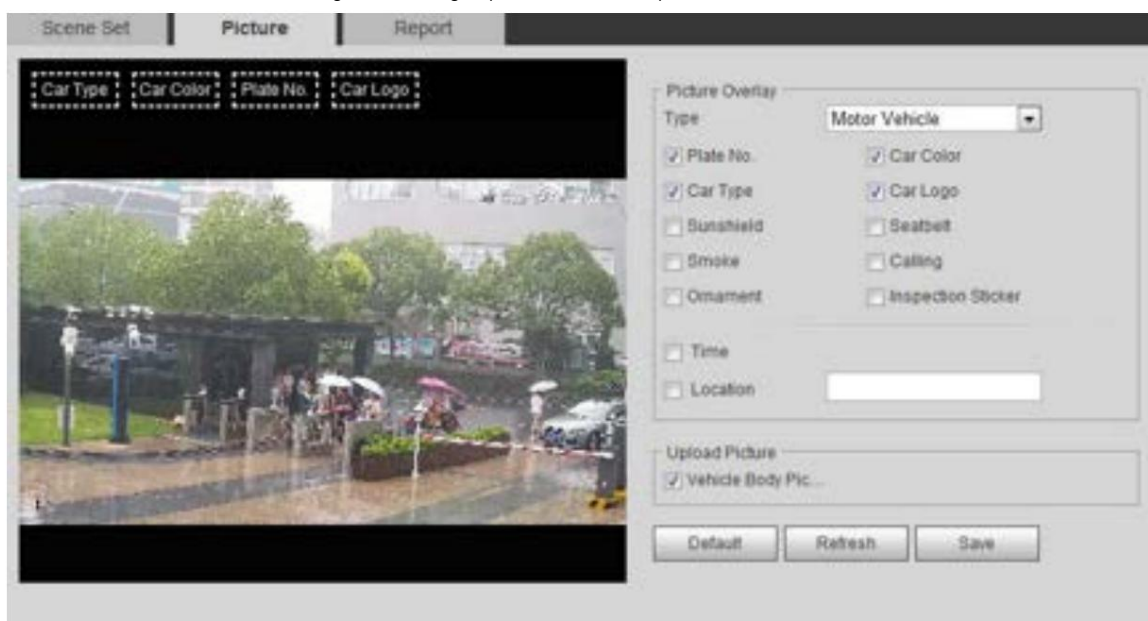 Scene Set Picture Report
Car Type Car Color Plate No. Car Logo
Picture Overlay
Type Motor Vehicle
Plate No. Car Color
Car Type Car Logo
Sunshield Seatbelt
Smoke Calling
Ornament Inspection Sticker
Time
Location
Upload Picture
Vehicle Body Pic...
Default Refresh Save